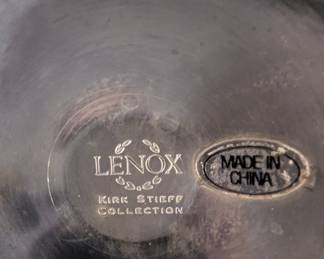 LENOX
KIRK STIEFF
COLLECTION
MADE IN
CHINA